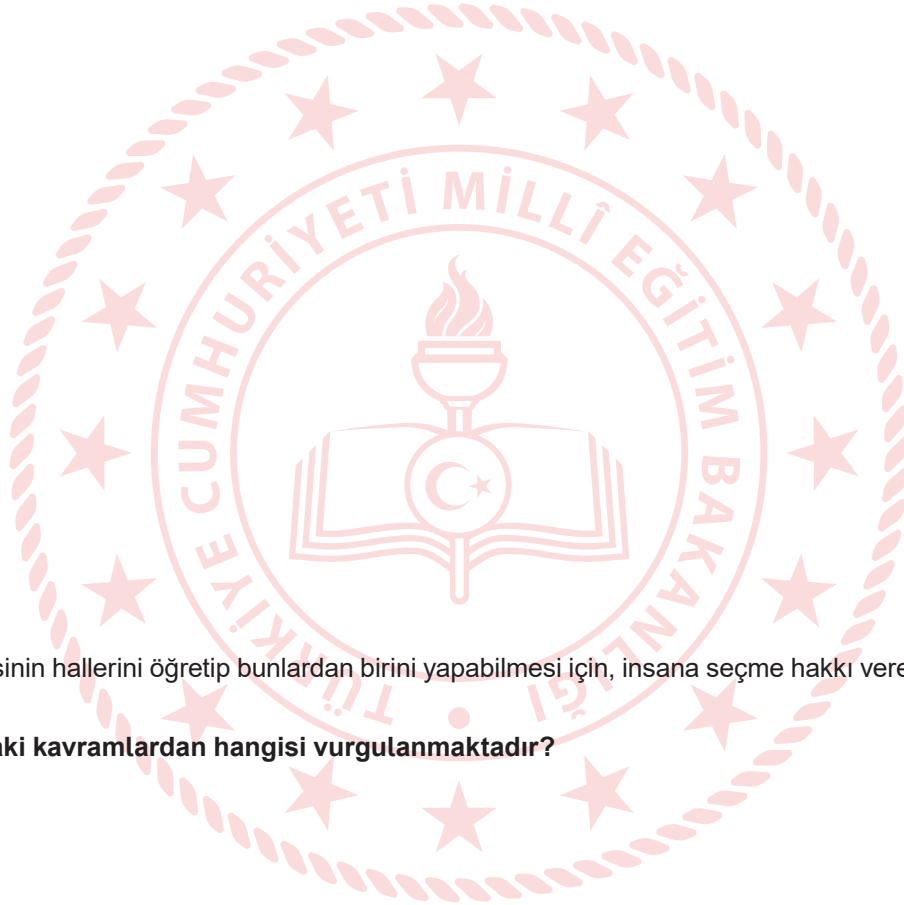 TÜRKİYE CUMHURİYETİ MİLLÎ EĞİTİM BAKANLIĞI
sinin hallerini öğretip bunlardan birini yapabilmesi için, insana seçme hakkı vere
aki kavramlardan hangisi vurgulanmaktadır?